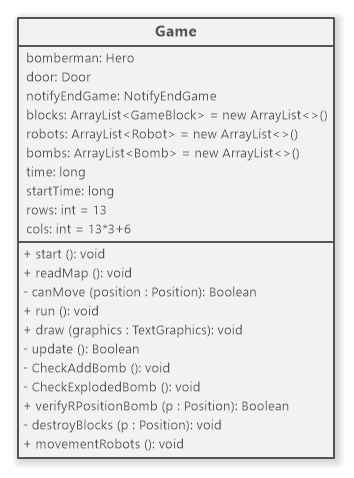 Game
bomberman: Hero
door: Door
notifyEndGame: NotifyEndGame
blocks: ArrayList<GameBlock> = new ArrayList<>()
robots: ArrayList<Robot> = new ArrayList<>()
bombs: ArrayList<Bomb> = new ArrayList<>()
time: long
startTime: long
rows: int = 13
cols: int = 13*3+6
+ start (): void
+ readMap (): void
- canMove (position : Position): Boolean
+ run (): void
+ draw (graphics : TextGraphics): void
- update (): Boolean
- CheckAddBomb (): void
- CheckExplodedBomb (): void
+ verifyRPositionBomb (p : Position): Boolean
- destroyBlocks (p : Position): void
+ movementRobots (): void